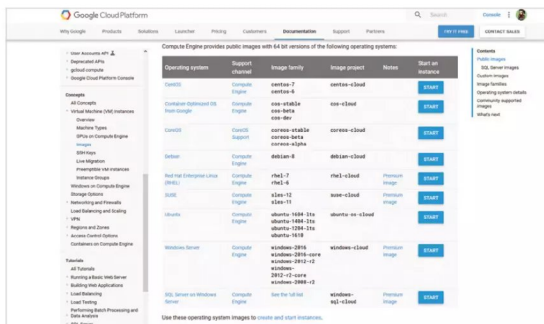 Google Cloud Platform
Search
Console
Why Google
Products
Solutions
Launcher
Pricing
Customers
Documentation
Support
Partners
TRY IT FREE
CONTACT SALES
User Accounts API
Deprecated APIs
gcloud compute
Google Cloud Platform Console
Concepts
All Concepts
Virtual Machine (VM) Instances
Overview
Machine Types
GPUs on Compute Engine
Images
SSH Keys
Live Migration
Preemptible VM Instances
Instance Groups
Windows on Compute Engine
Storage Options
Networking and Firewalls
Load Balancing and Scaling
VPN
Regions and Zones
Access Control Options
Containers on Compute Engine
Tutorials
All Tutorials
Running a Basic Web Server
Building Web Applications
Load Balancing
Load Testing
Performing Batch Processing and
Data Analysis
Compute Engine provides public images with 64 bit versions of the following operating systems:
Operating system
Support
channel
Image family
Image project
Notes
Start an
instance
CentOS
Compute
Engine
centos-7
centos-6
centos-cloud
START
Container-Optimized OS
from Google
Compute
Engine
cos-stable
cos-beta
cos-dev
cos-cloud
START
CoreOS
CoreOS
Support
coreos-stable
coreos-beta
coreos-alpha
coreos-cloud
START
Debian
Compute
Engine
debian-8
debian-cloud
START
Red Hat Enterprise Linux
(RHEL)
Compute
Engine
rhel-7
rhel-6
rhel-cloud
Premium
image
START
SUSE
Compute
Engine
sles-12
sles-11
suse-cloud
Premium
image
START
Ubuntu
Compute
Engine
ubuntu-1604-lts
ubuntu-1404-lts
ubuntu-1204-lts
ubuntu-1610
ubuntu-os-cloud
START
Windows Server
Compute
Engine
windows-2016
windows-2016-core
windows-2012-r2
windows-
2012-r2-core
windows-2008-r2
windows-cloud
Premium
image
START
SQL Server on Windows
Server
Compute
Engine
See the full list
windows-
sql-cloud
Premium
image
START
Use these operating system images to create and start instances.
Contents
Public images
SQL Server images
Custom images
Image families
Operating system details
Community supported
images
What's next